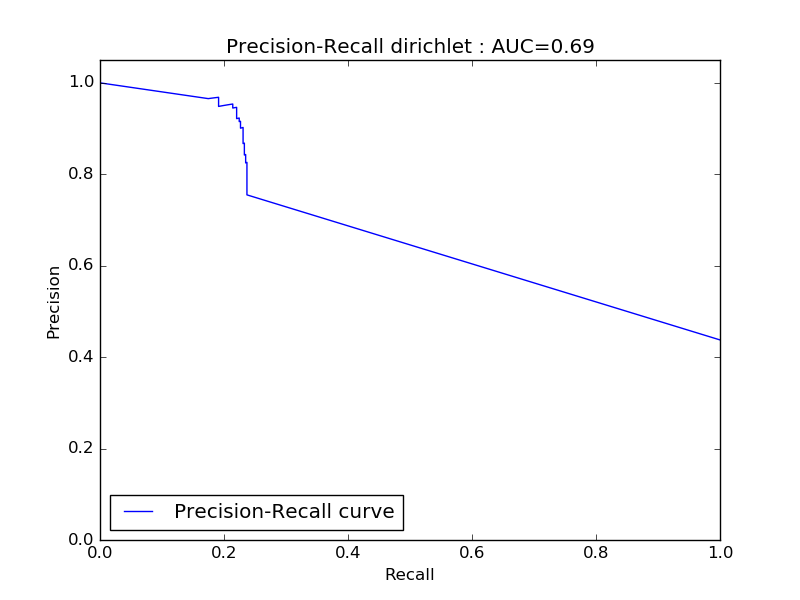 Precision-Recall dirichlet : AUC=0.69
1.0
0.8
0.6
0.4
0.2
0.0
Precision
Precision-Recall curve
0.0 0.2 0.4 0.6 0.8 1.0
Recall